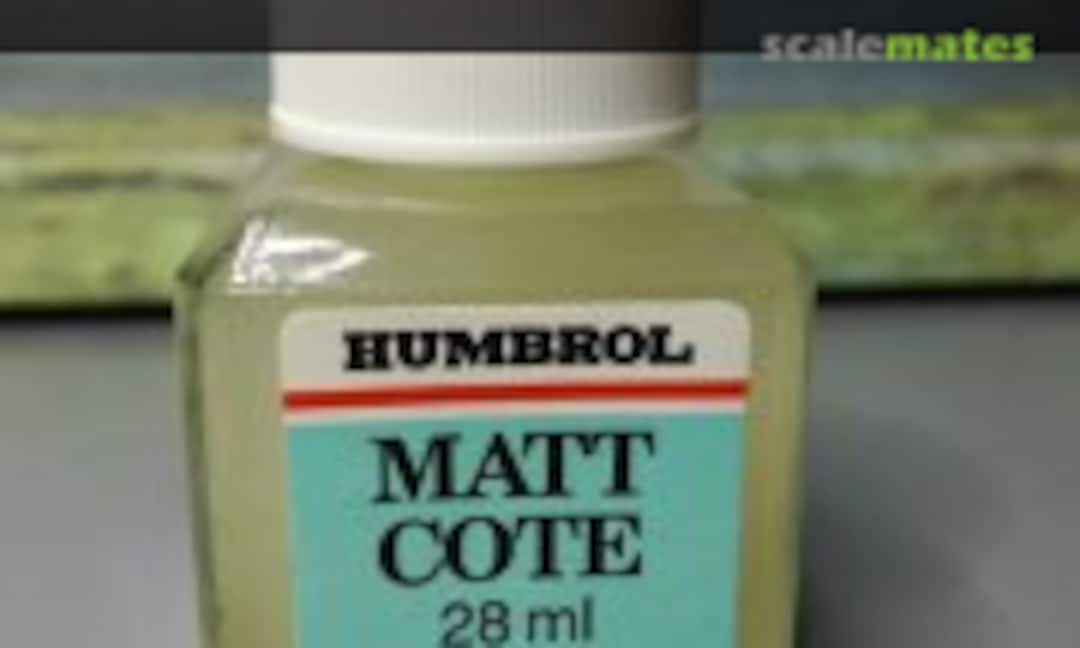 scalemates
HUMBROL
MATT
COTE
28 ml